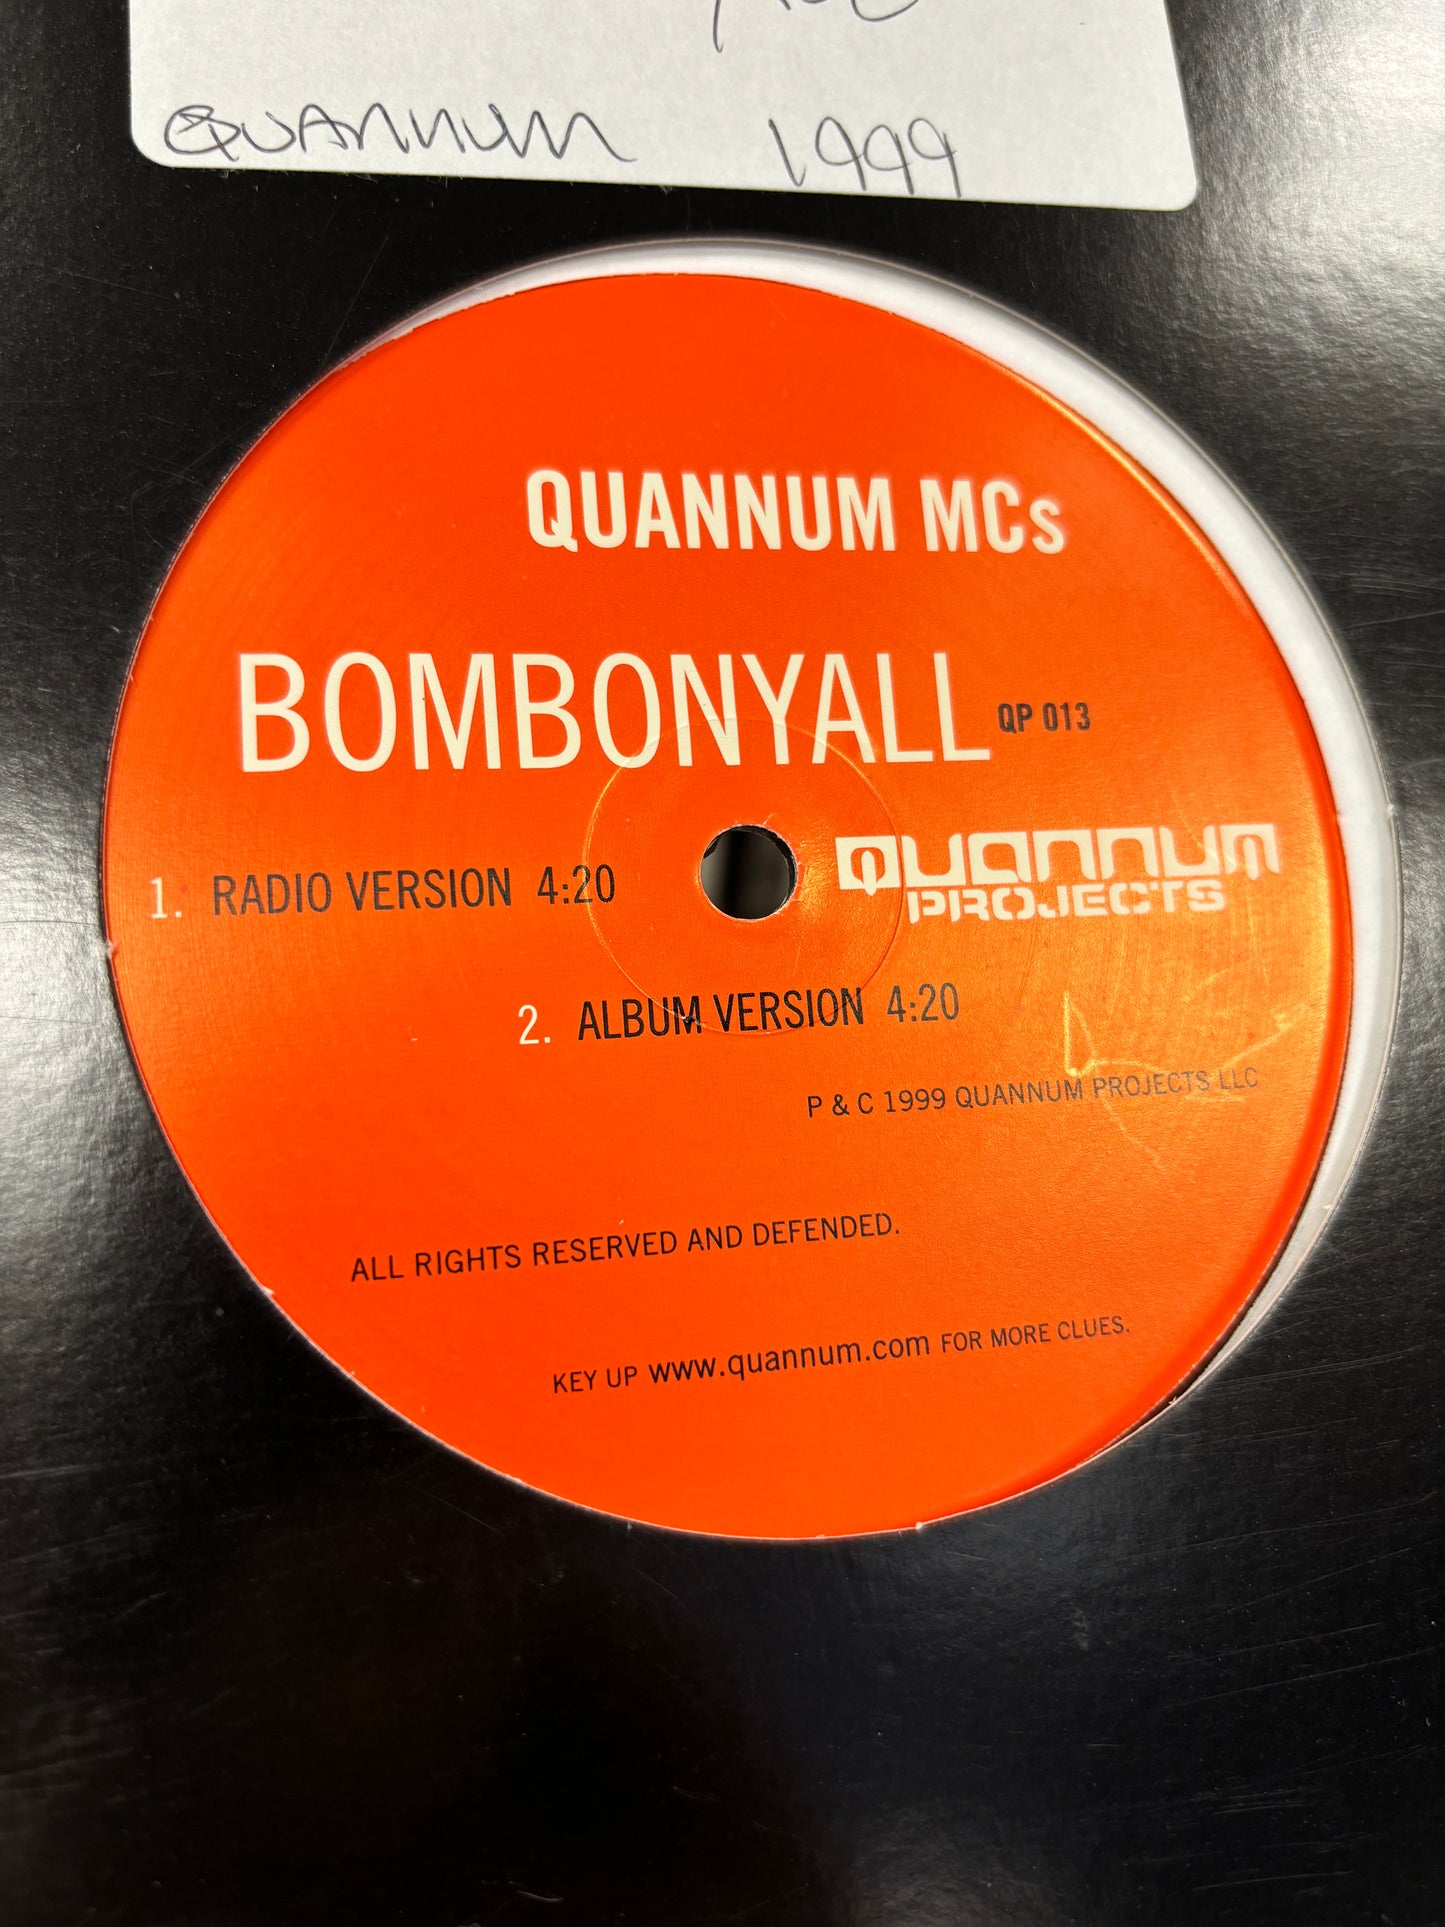 QUANNUM 1999
QUANNUM MCs
BOMBONYALL QP 013
1. RADIO VERSION 4:20
QUANNUM
PROJECTS
2. ALBUM VERSION 4:20
P & C 1999 QUANNUM PROJECTS LLC
ALL RIGHTS RESERVED AND DEFENDED.
KEY UP www.quannum.com FOR MORE CLUES.